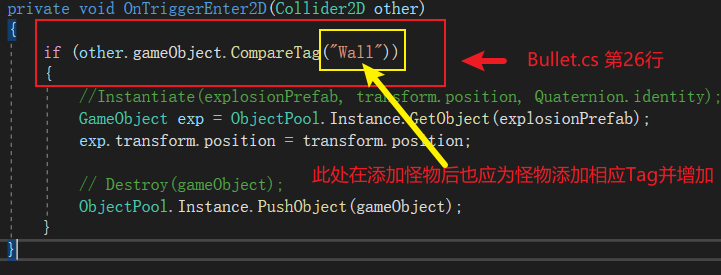 private void OnTriggerEnter2D(Collider2D other)
{
if (other.gameObject.CompareTag("Wall"))
Bullet.cs 第26行
{
//Instantiate(explosionPrefab, transform.position, Quaternion.identity);
GameObject exp = ObjectPool.Instance.GetObject(explosionPrefab);
exp.transform.position = transform.position;
此处在添加怪物后也应为怪物添加相应Tag并增加
// Destroy(gameObject);
ObjectPool.Instance.PushObject(gameObject);
}
}